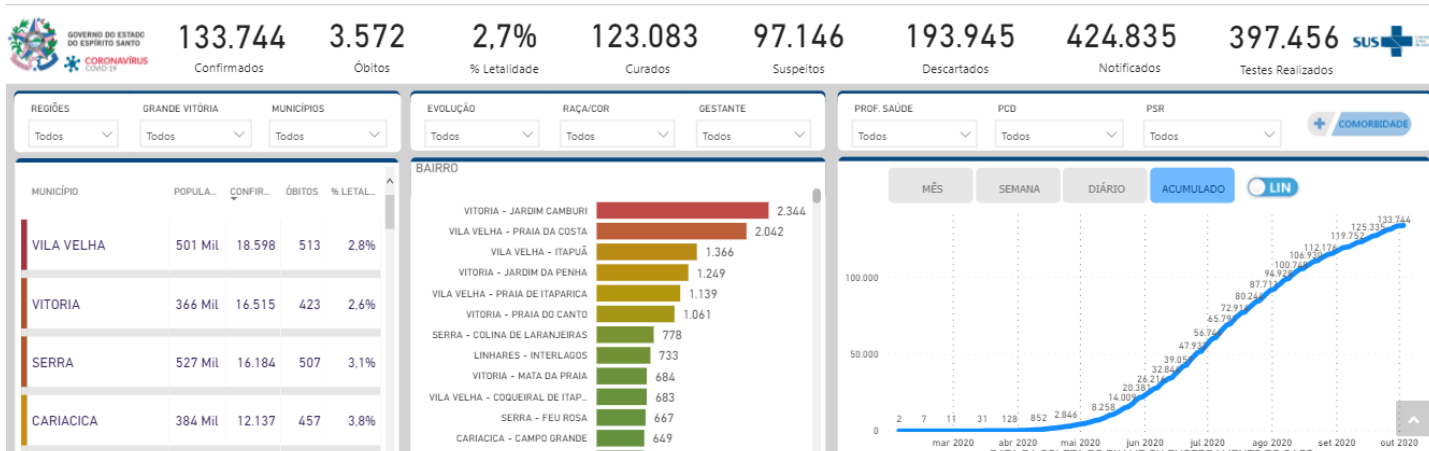 GOVERNO DO ESTADO
DO ESPÍRITO SANTO
CORONAVÍRUS
COVID-19
133.744
Confirmados
3.572
Óbitos
2,7%
% Letalidade
123.083
Curados
97.146
Suspeitos
193.945
Descartados
424.835
Notificados
397.456
Testes Realizados
SUS
REGIÕES GRANDE VITÓRIA MUNICÍPIOS
Todos Todos Todos
EVOLUÇÃO RAÇA/COR GESTANTE
Todos Todos Todos
PROF. SAÚDE PCD PSR
Todos Todos Todos
+ COMORBIDADE
MUNICÍPIO POPULA... CONFIR... ÓBITOS % LETAL...
VILA VELHA 501 Mil 18.598 513 2,8%
VITORIA 366 Mil 16.515 423 2,6%
SERRA 527 Mil 16.184 507 3,1%
CARIACICA 384 Mil 12.137 457 3,8%
BAIRRO
VITORIA - JARDIM CAMBURI 2.344
VILA VELHA - PRAIA DA COSTA 2.042
VILA VELHA - ITAPUÃ 1.366
VITORIA - JARDIM DA PENHA 1.249
VILA VELHA - PRAIA DE ITAPARICA 1.139
VITORIA - PRAIA DO CANTO 1.061
SERRA - COLINA DE LARANJEIRAS 778
LINHARES - INTERLAGOS 733
VITORIA - MATA DA PRAIA 684
VILA VELHA - COQUEIRAL DE ITAP... 683
SERRA - FEU ROSA 667
CARIACICA - CAMPO GRANDE 649
MÊS SEMANA DIÁRIO ACUMULADO LIN
133.744
125.335
119.752
112.176
106.930
100.748
94.928
87.711
100.000
80.246
72.916
65.79
56.74
47.93
50.000
39.05
32.84
26.216
20.381
14.009
8.258
2 7 11 31 128 852 2.846
0
mar 2020 abr 2020 mai 2020 jun 2020 jul 2020 ago 2020 set 2020 out 2020